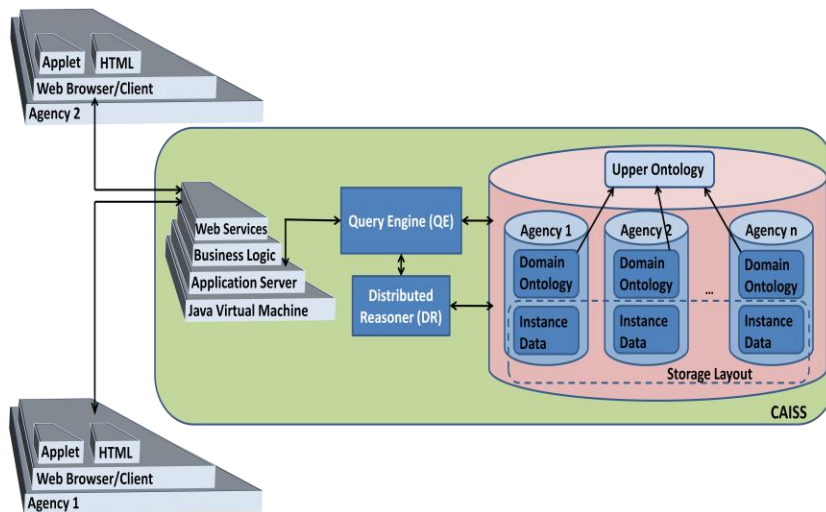 Applet
HTML
Web Browser/Client
Agency 2
Web Services
Business Logic
Application Server
Java Virtual Machine
Query Engine (QE)
Distributed
Reasoner (DR)
Upper Ontology
Agency 1
Agency 2
Agency n
Domain
Ontology
Domain
Ontology
Domain
Ontology
...
Instance
Data
Instance
Data
Instance
Data
Storage Layout
CAISS
Applet
HTML
Web Browser/Client
Agency 1